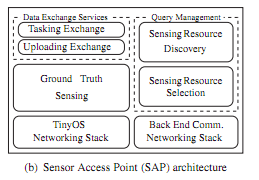 Data Exchange Services
Tasking Exchange
Uploading Exchange
Ground Truth
Sensing
TinyOS
Networking Stack
Query Management
Sensing Resource
Discovery
Sensing Resource
Selection
Back End Comm.
Networking Stack
(b) Sensor Access Point (SAP) architecture